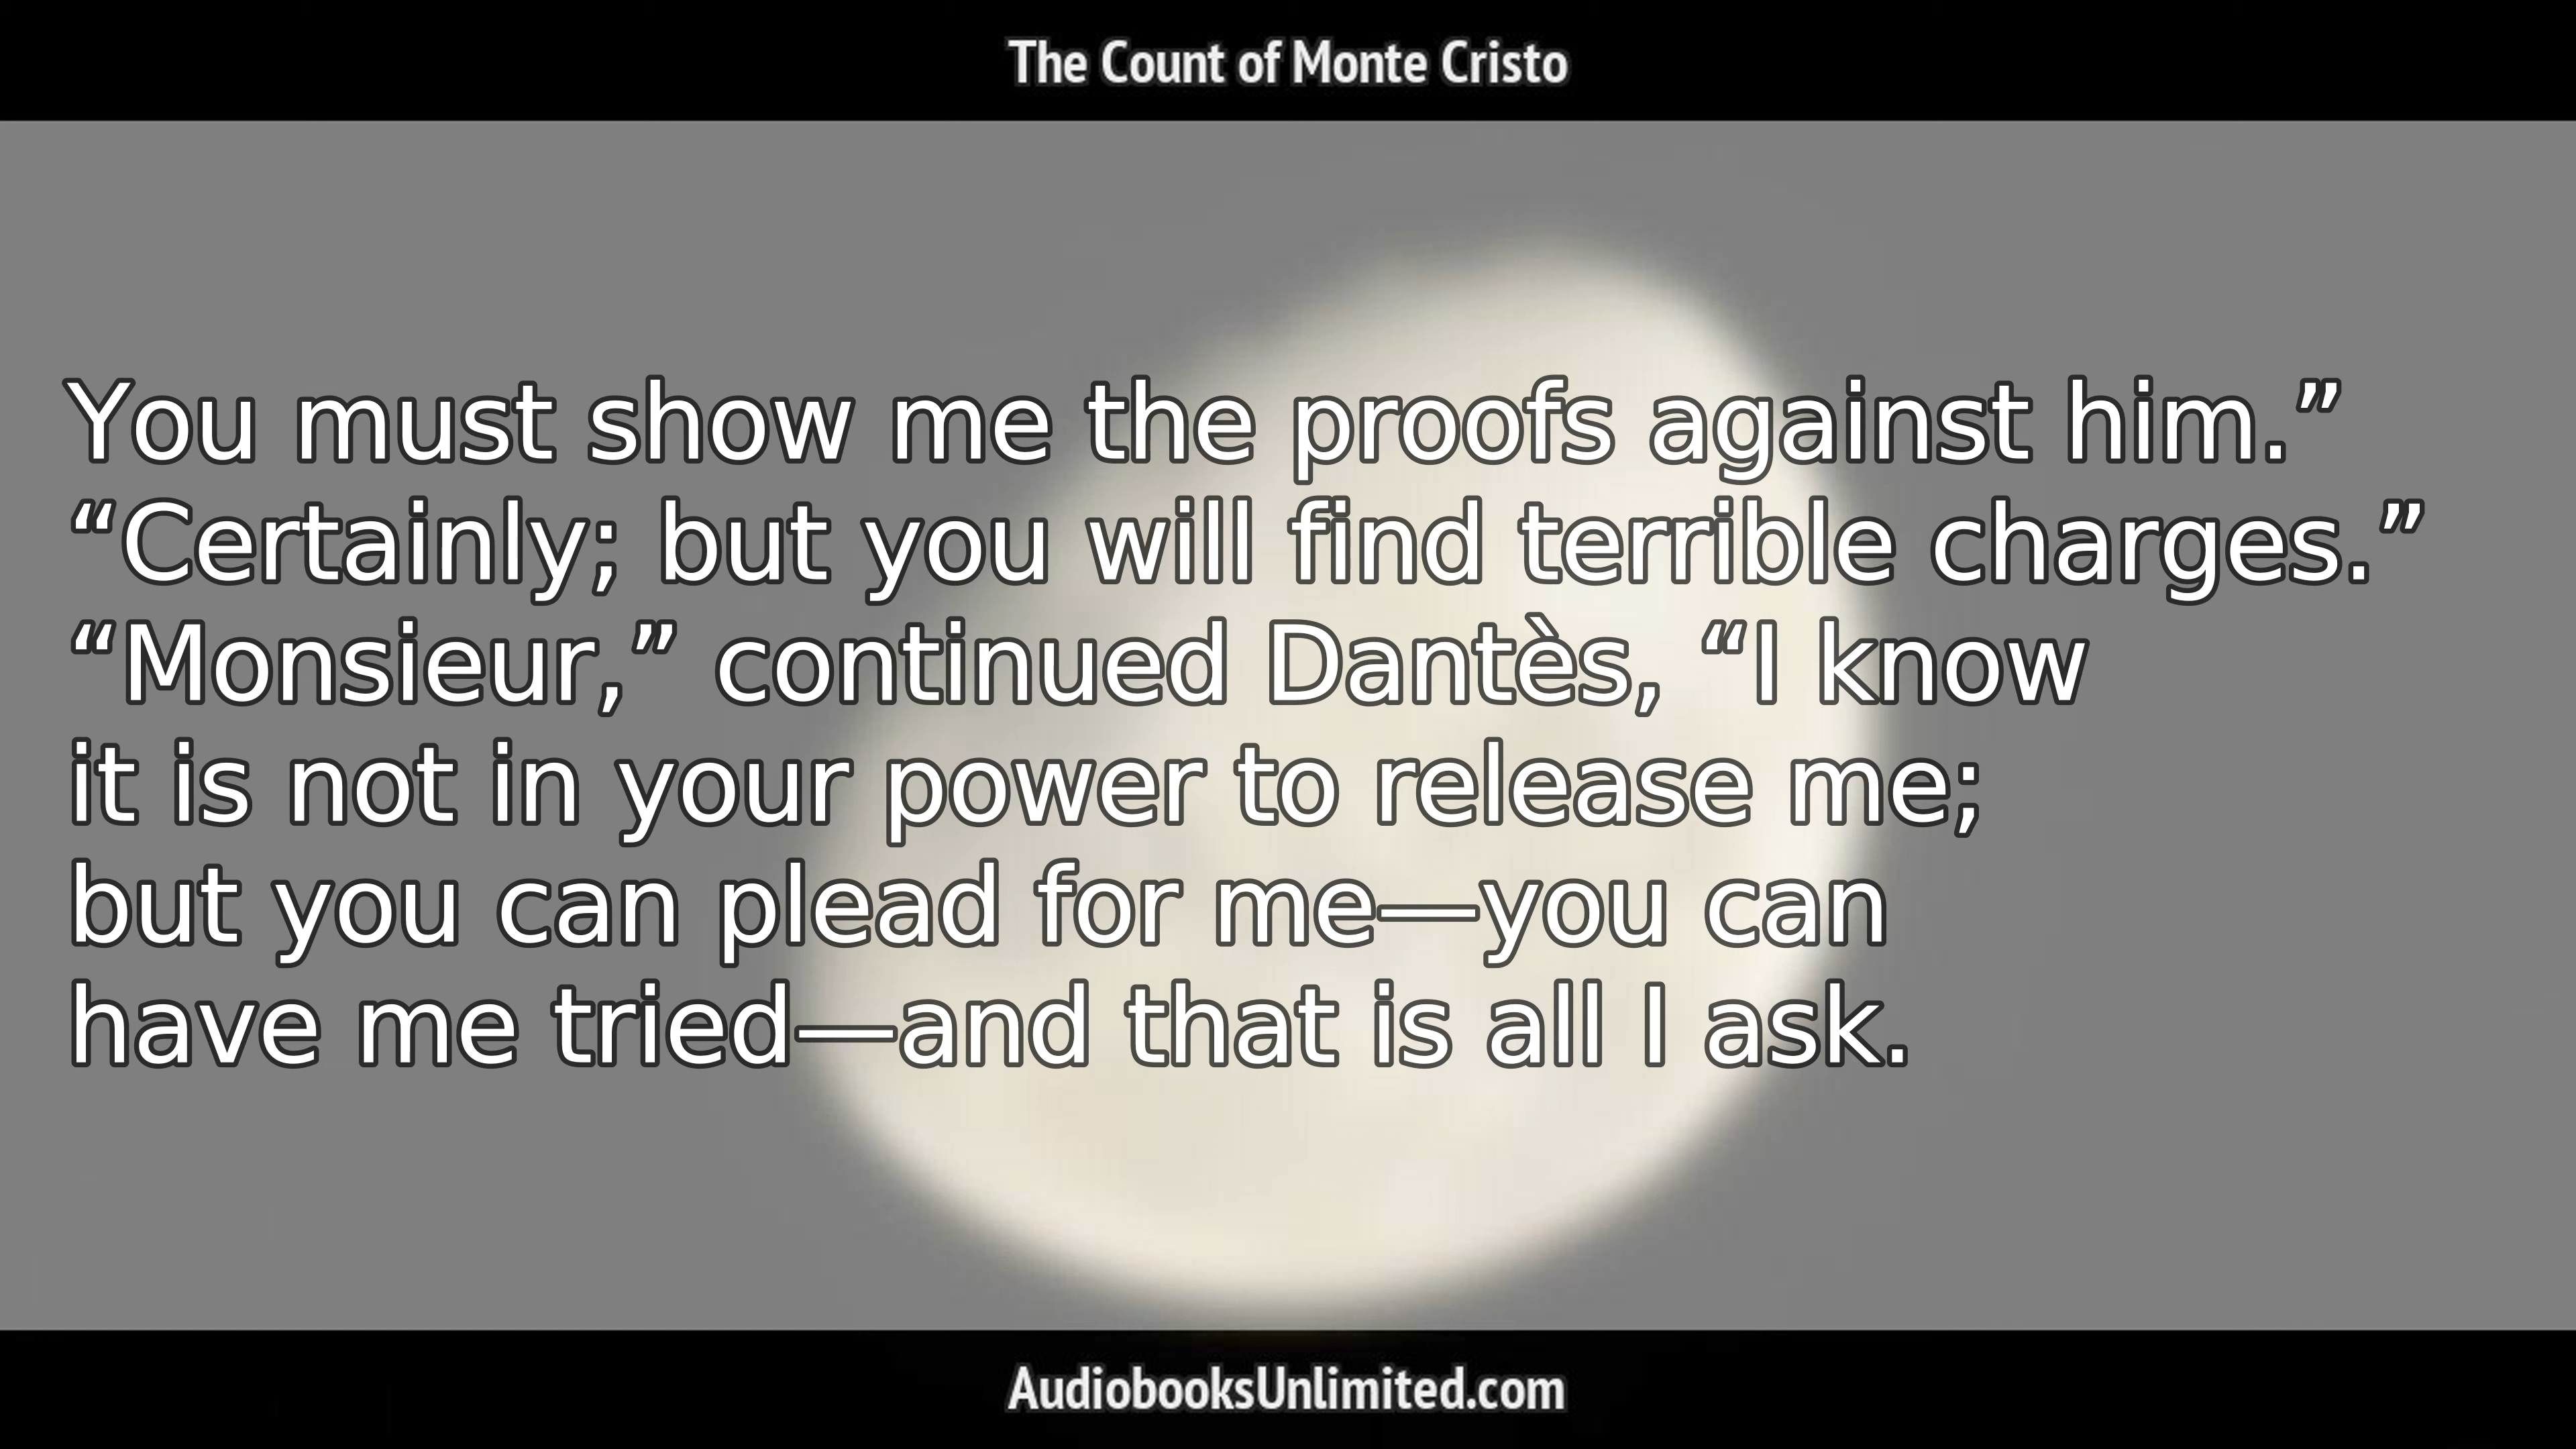 The Count of Monte Cristo
You must show me the proofs against him.”
“Certainly; but you will find terrible charges.”
“Monsieur,” continued Dantès, “I know
it is not in your power to release me;
but you can plead for me—you can
have me tried—and that is all I ask.
AudiobooksUnlimited.com